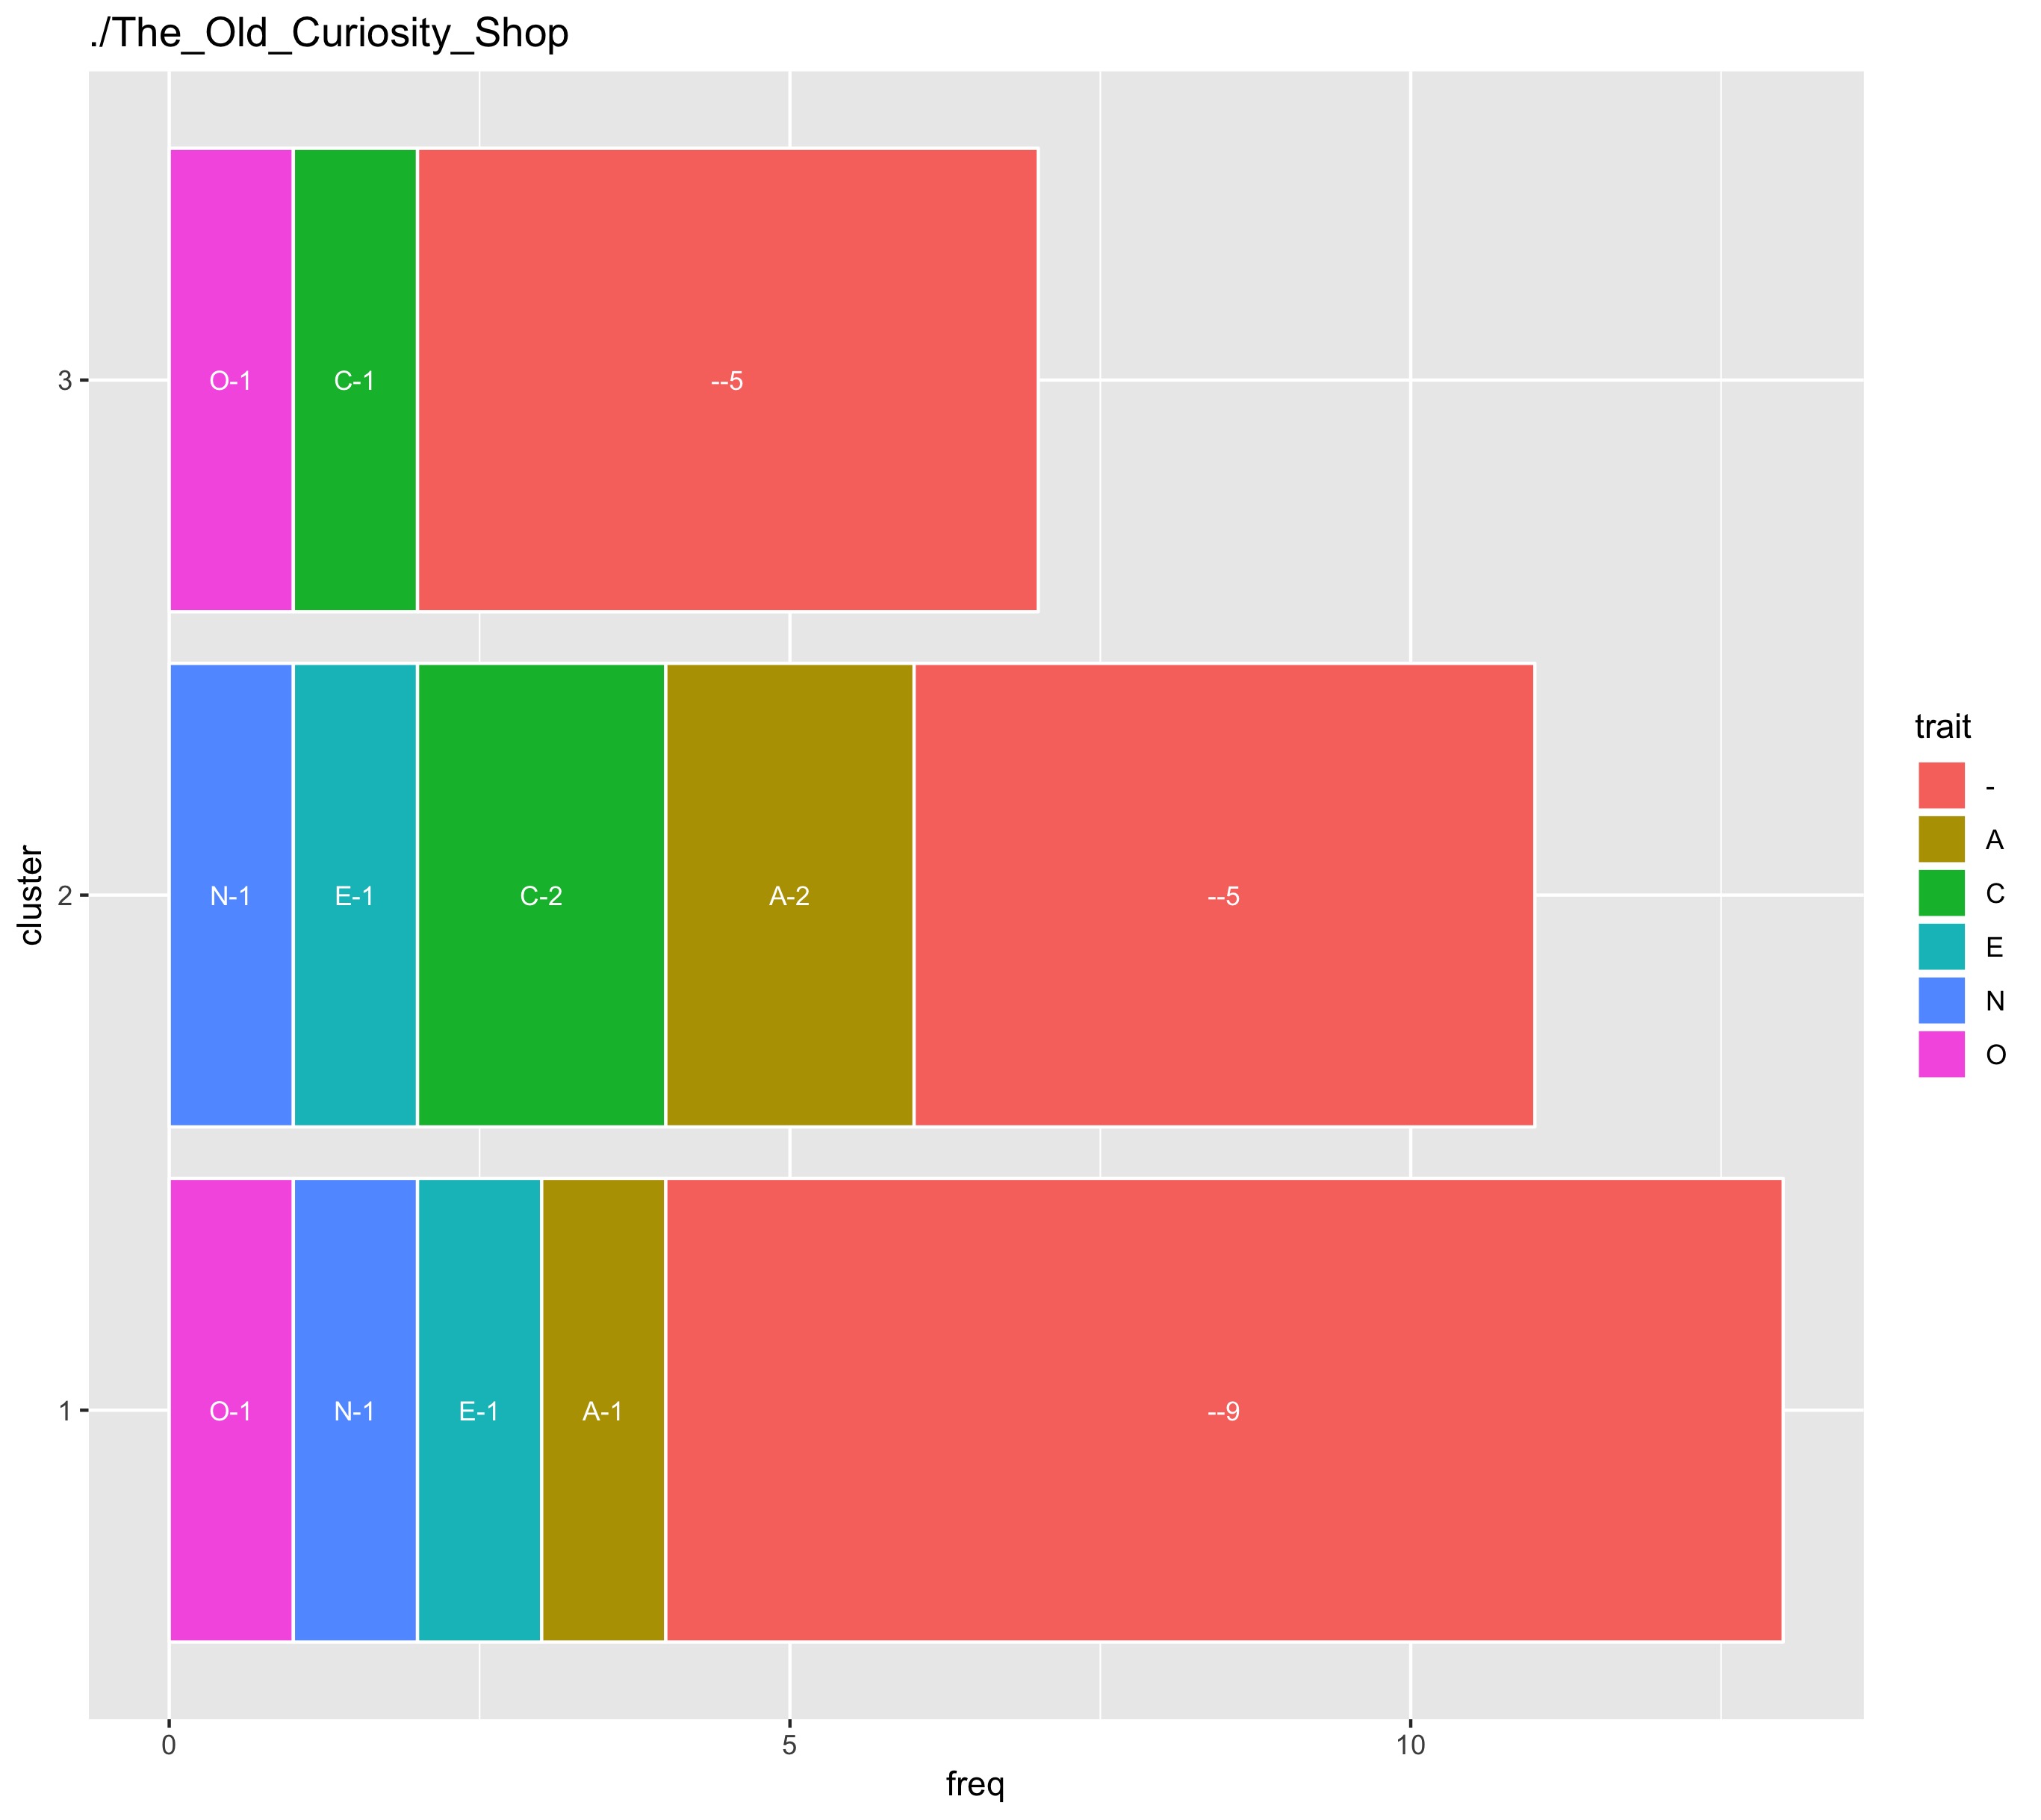 ./The_Old_Curiosity_Shop
3
O-1 C-1 --5
2
N-1 E-1 C-2 A-2 --5
1
O-1 N-1 E-1 A-1 --9
cluster
0 5 10
freq
trait
-
A
C
E
N
O